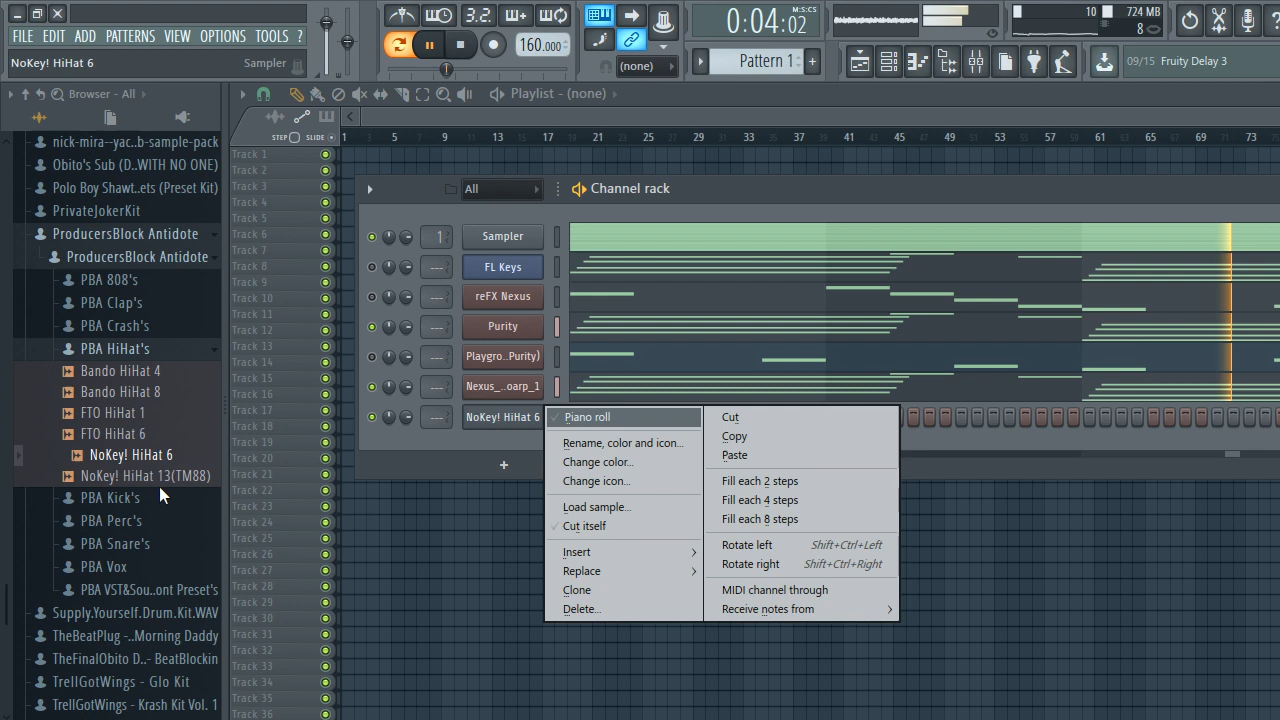 FILE EDIT ADD PATTERNS VIEW OPTIONS TOOLS ?
NoKey! HiHat 6 Sampler
3.2..
160.000
0:04:02
M:S:CS
10 724 MB
8
(none)
Pattern 1
+
09/15 Fruity Delay 3
Browser - All
Playlist - (none)
STEP SLIDE
1 5 9 13 17 21 25 29 33 37 41 45 49 53 57 61 65 69 73
nick-mira--yac..b-sample-pack
Obito's Sub (D..WITH NO ONE)
Polo Boy Shawt..ets (Preset Kit)
PrivateJokerKit
ProducersBlock Antidote
ProducersBlock Antidote
PBA 808's
PBA Clap's
PBA Crash's
PBA HiHat's
Bando HiHat 4
Bando HiHat 8
FTO HiHat 1
FTO HiHat 6
NoKey! HiHat 6
NoKey! HiHat 13(TM88)
PBA Kick's
PBA Perc's
PBA Snare's
PBA Vox
PBA VST&Sou..ont Preset's
Supply.Yourself.Drum.Kit.WAV
TheBeatPlug -..Morning Daddy
TheFinalObito D..- BeatBlockin
TrellGotWings - Glo Kit
TrellGotWings - Krash Kit Vol. 1
Track 1
Track 2
Track 3
Track 4
Track 5
Track 6
Track 7
Track 8
Track 9
Track 10
Track 11
Track 12
Track 13
Track 14
Track 15
Track 16
Track 17
Track 18
Track 19
Track 20
Track 21
Track 22
Track 23
Track 24
Track 25
Track 26
Track 27
Track 28
Track 29
Track 30
Track 31
Track 32
Track 33
Track 34
Track 35
Track 36
All
Channel rack
1 Sampler
--- FL Keys
--- reFX Nexus
--- Purity
--- Playgro..Purity)
--- Nexus_..oarp_1
--- NoKey! HiHat 6
+
Piano roll
Rename, color and icon...
Change color...
Change icon...
Load sample...
Cut itself
Insert
Replace
Clone
Delete...
Cut
Copy
Paste
Fill each 2 steps
Fill each 4 steps
Fill each 8 steps
Rotate left Shift+Ctrl+Left
Rotate right Shift+Ctrl+Right
MIDI channel through
Receive notes from